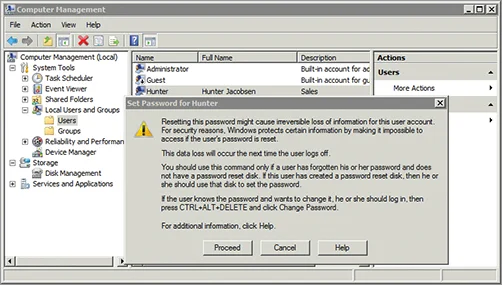 Computer Management
File Action View Help
Computer Management (Local)
System Tools
Task Scheduler
Event Viewer
Shared Folders
Local Users and Groups
Users
Groups
Reliability and Performan
Device Manager
Storage
Disk Management
Services and Applications
Name Full Name Description
Administrator Built-in account for ac
Guest Built-in account for gu
Hunter Hunter Jacobsen Sales
Actions
Users
More Actions
Set Password for Hunter
Resetting this password might cause irreversible loss of information for this user account.
For security reasons, Windows protects certain information by making it impossible to
access if the user's password is reset.
This data loss will occur the next time the user logs off.
You should use this command only if a user has forgotten his or her password and does
not have a password reset disk. If this user has created a password reset disk, then he or
she should use that disk to set the password.
If the user knows the password and wants to change it, he or she should log in, then
press CTRL+ALT+DELETE and click Change Password.
For additional information, click Help.
Proceed Cancel Help